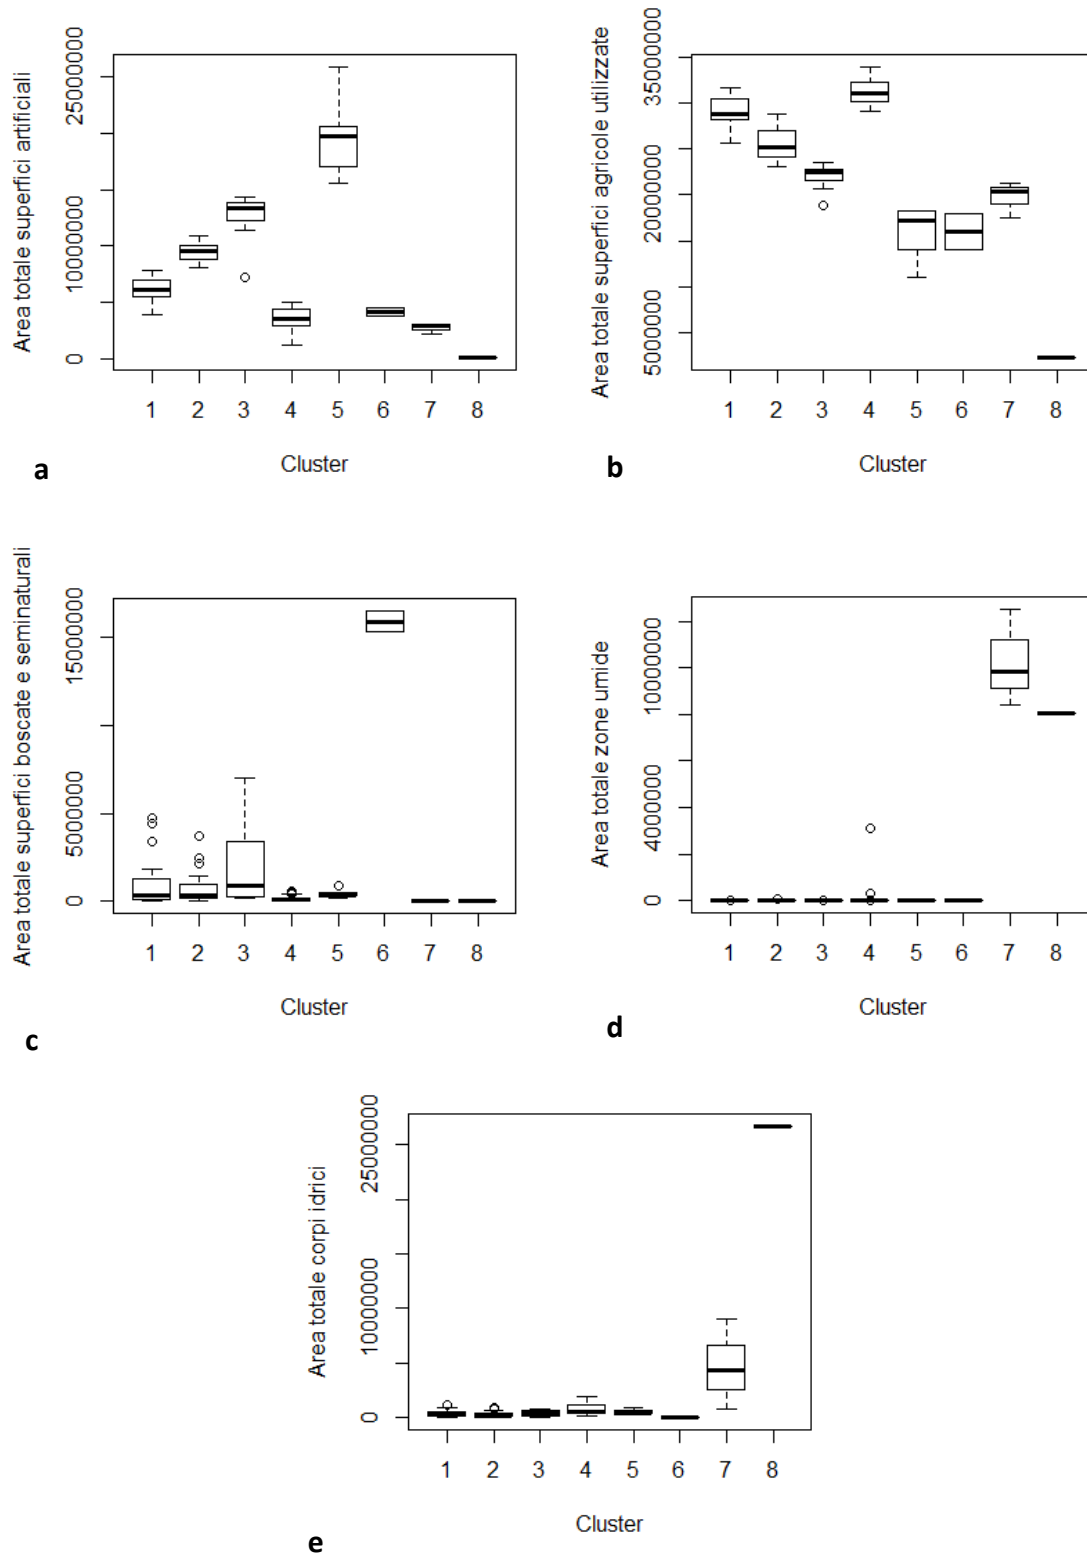 Area totale superfici artificiali
0
10000000
25000000
1 2 3 4 5 6 7 8
Cluster
a
Area totale superfici agricole utilizzate
5000000
20000000
35000000
1 2 3 4 5 6 7 8
Cluster
b
Area totale superfici boscate e seminaturali
0
5000000
15000000
1 2 3 4 5 6 7 8
Cluster
c
Area totale zone umide
0
4000000
10000000
1 2 3 4 5 6 7 8
Cluster
d
Area totale corpi idrici
0
10000000
25000000
1 2 3 4 5 6 7 8
Cluster
e